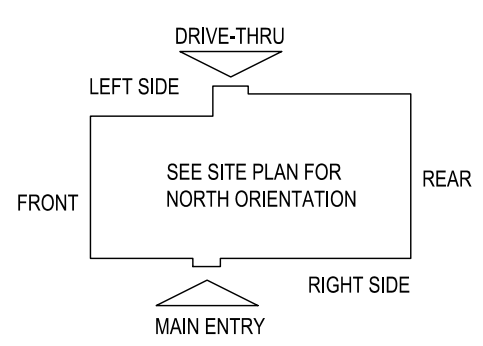 DRIVE-THRU
LEFT SIDE
SEE SITE PLAN FOR
NORTH ORIENTATION
REAR
FRONT
RIGHT SIDE
MAIN ENTRY